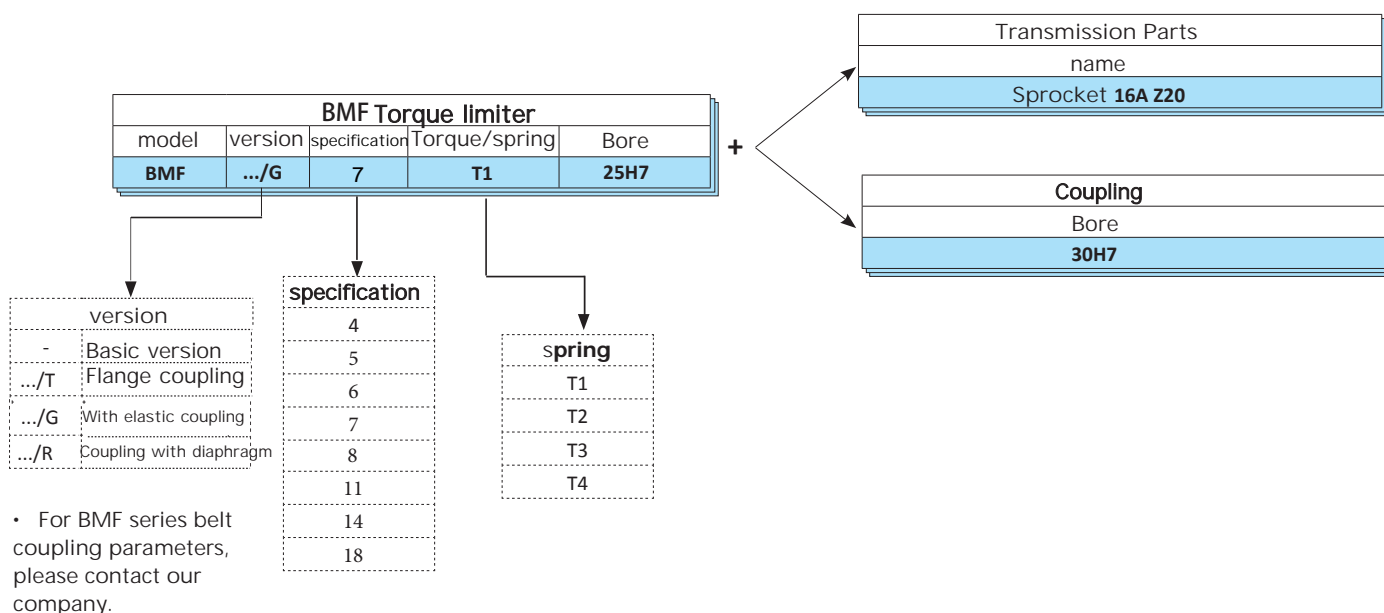 Transmission Parts
name
Sprocket 16A Z20
BMF Torque limiter
model version specification Torque/spring Bore
BMF .../G 7 T1 25H7
+
Coupling
Bore
30H7
version
- Basic version
.../T Flange coupling
.../G With elastic coupling
.../R Coupling with diaphragm
specification
4
5
6
7
8
11
14
18
spring
T1
T2
T3
T4
• For BMF series belt
coupling parameters,
please contact our
company.